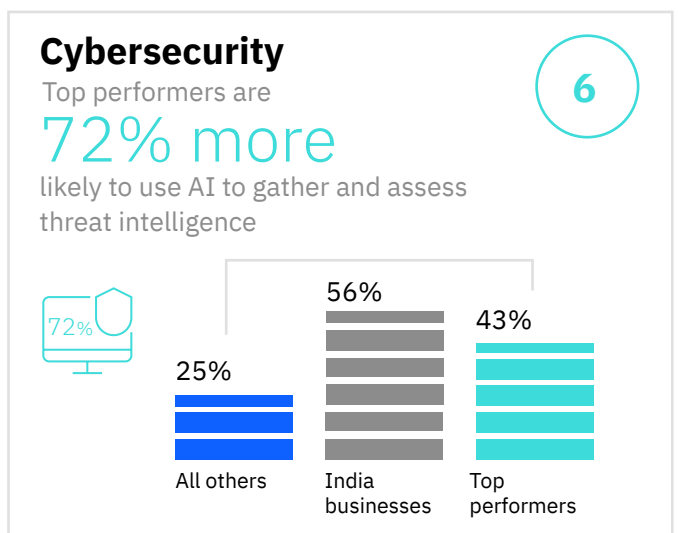 Cybersecurity
6
Top performers are
72% more
likely to use AI to gather and assess
threat intelligence
72%
25%
56%
43%
All others
India
businesses
Top
performers